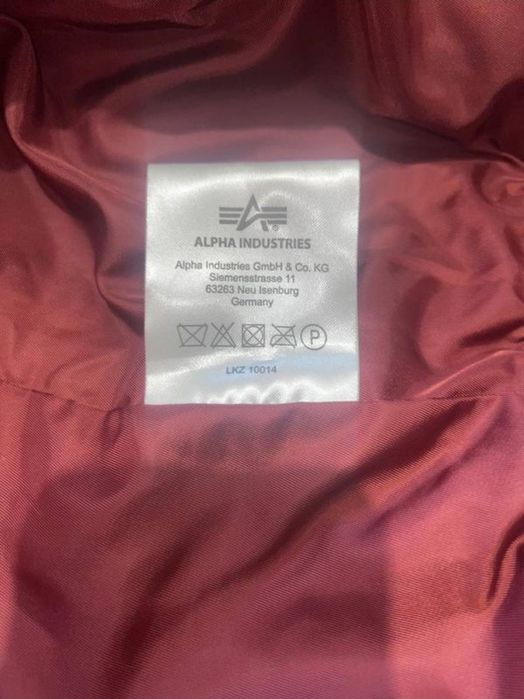 ALPHA INDUSTRIES
Alpha Industries GmbH & Co. KG
Siemensstrasse 11
63263 Neu Isenburg
Germany
P
LKZ 10014